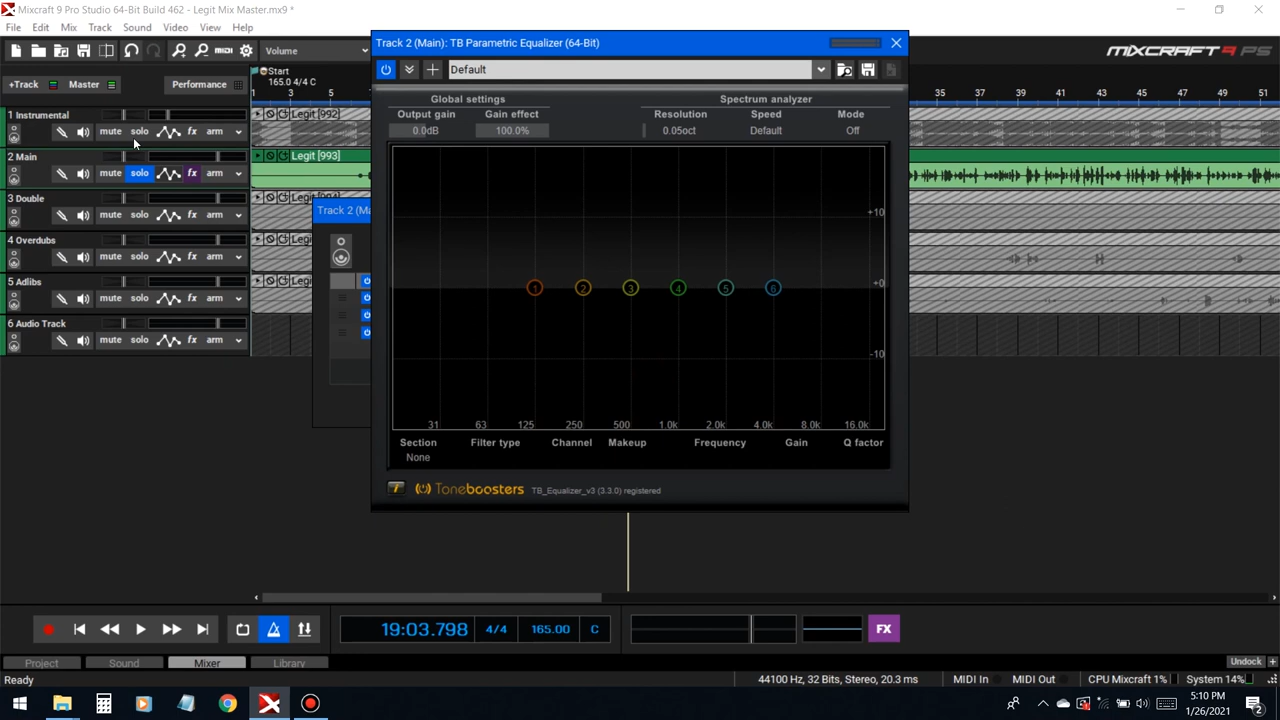 Mixcraft 9 Pro Studio 64-Bit Build 462 - Legit Mix Master.mx9 *
File Edit Mix Track Sound Video View Help
Volume
MIXCRAFT 9 PS
+Track Master Performance
Start
165.0 4/4 C
1 3 5 35 37 39 41 43 45 47 49 51
Track 2 (Main): TB Parametric Equalizer (64-Bit)
Default
Global settings Spectrum analyzer
Output gain Gain effect Resolution Speed Mode
0.0dB 100.0% 0.05oct Default Off
1 Instrumental Legit [992]
mute solo fx arm
2 Main Legit [993]
mute solo fx arm
3 Double
mute solo fx arm
Track 2 (Ma
4 Overdubs Legit
mute solo fx arm
5 Adlibs Legit
mute solo fx arm
6 Audio Track
mute solo fx arm
+10
+0
-10
1 2 3 4 5 6
31 63 125 250 500 1.0k 2.0k 4.0k 8.0k 16.0k
Section Filter type Channel Makeup Frequency Gain Q factor
None
Toneboosters TB_Equalizer_v3 (3.3.0) registered
19:03.798 4/4 165.00 C FX
Project Sound Mixer Library Undock
Ready 44100 Hz, 32 Bits, Stereo, 20.3 ms MIDI In MIDI Out CPU Mixcraft 1% System 14%
5:10 PM
1/26/2021
2